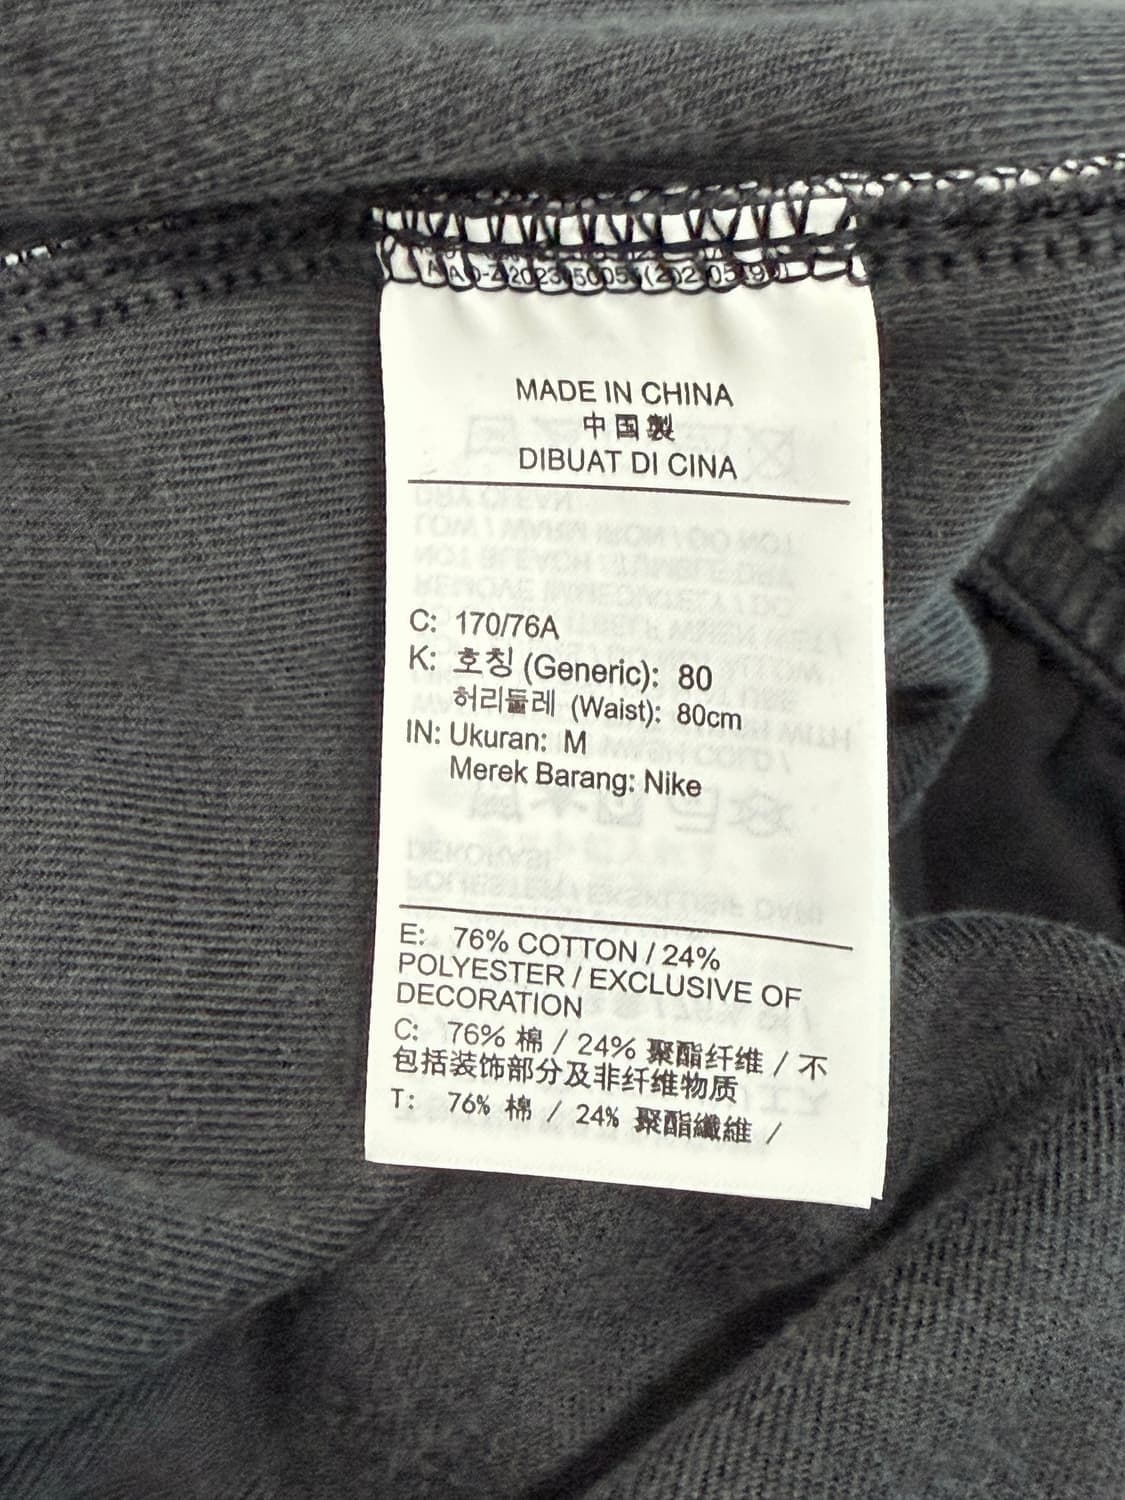 MADE IN CHINA
中国製
DIBUAT DI CINA
C: 170/76A
K: 호칭 (Generic): 80
허리둘레 (Waist): 80cm
IN: Ukuran: M
Merek Barang: Nike
E: 76% COTTON / 24%
POLYESTER / EXCLUSIVE OF
DECORATION
C: 76% 棉 / 24% 聚酯纤维 / 不
包括装饰部分及非纤维物质
T: 76% 棉 / 24% 聚酯纖維 /